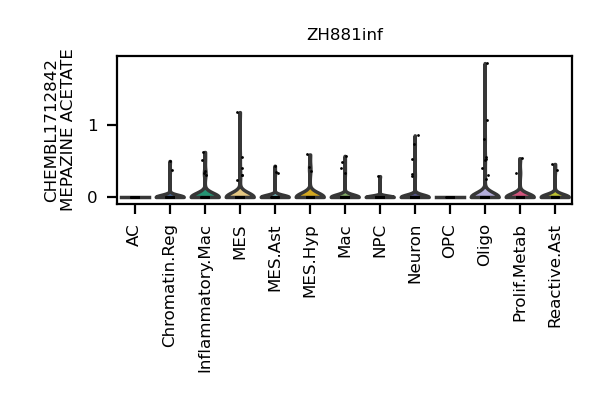 ZH881inf
CHEMBL1712842
MEPAZINE ACETATE
1
0
AC
Chromatin.Reg
Inflammatory.Mac
MES
MES.Ast
MES.Hyp
Mac
NPC
Neuron
OPC
Oligo
Prolif.Metab
Reactive.Ast